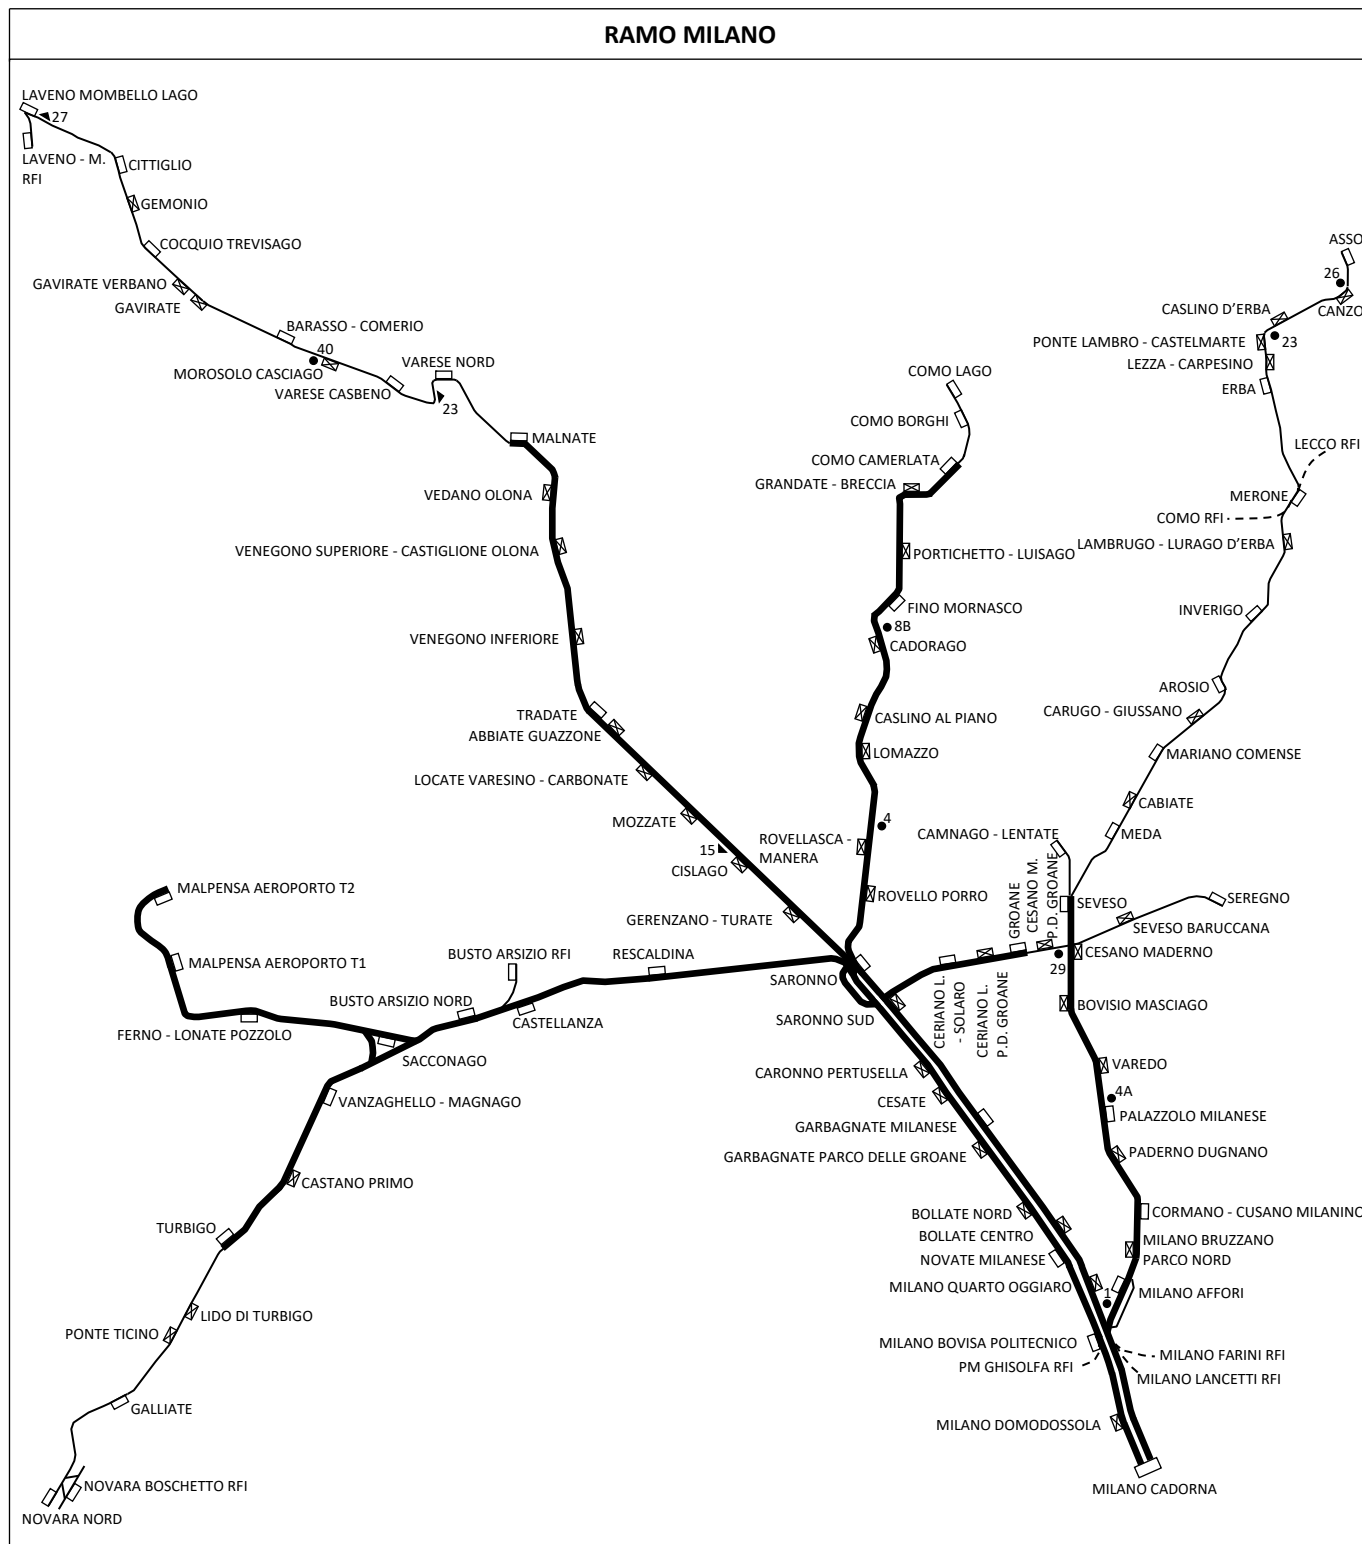 RAMO MILANO
LAVENO MOMBELLO LAGO
27
LAVENO - M.
RFI
CITTIGLIO
GEMONIO
COCQUIO TREVISAGO
GAVIRATE VERBANO
GAVIRATE
BARASSO - COMERIO
40
MOROSOLO CASCIAGO
VARESE CASBENO
VARESE NORD
23
MALNATE
VEDANO OLONA
VENEGONO SUPERIORE - CASTIGLIONE OLONA
VENEGONO INFERIORE
TRADATE
ABBIATE GUAZZONE
LOCATE VARESINO - CARBONATE
MOZZATE
15
CISLAGO
GERENZANO - TURATE
COMO LAGO
COMO BORGHI
COMO CAMERLATA
GRANDATE - BRECCIA
PORTICHETTO - LUISAGO
FINO MORNASCO
8B
CADORAGO
CASLINO AL PIANO
LOMAZZO
4
ROVELLASCA -
MANERA
ROVELLO PORRO
ASSO
26
CANZO
CASLINO D’ERBA
23
PONTE LAMBRO - CASTELMARTE
LEZZA - CARPESINO
ERBA
LECCO RFI
MERONE
COMO RFI
LAMBRUGO - LURAGO D’ERBA
INVERIGO
AROSIO
CARUGO - GIUSSANO
MARIANO COMENSE
CABIATE
MEDA
CAMNAGO - LENTATE
SEVESO
SEREGNO
SEVESO BARUCCANA
CESANO M.
P.D. GROANE
GROANE
CERIANO L.
P.D. GROANE
CERIANO L.
- SOLARO
29
CESANO MADERNO
BOVISIO MASCIAGO
VAREDO
4A
PALAZZOLO MILANESE
PADERNO DUGNANO
CORMANO - CUSANO MILANINO
MILANO BRUZZANO
PARCO NORD
MILANO AFFORI
1
MALPENSA AEROPORTO T2
MALPENSA AEROPORTO T1
FERNO - LONATE POZZOLO
BUSTO ARSIZIO RFI
BUSTO ARSIZIO NORD
CASTELLANZA
RESCALDINA
SARONNO
SARONNO SUD
SACCONAGO
VANZAGHELLO - MAGNAGO
CASTANO PRIMO
TURBIGO
LIDO DI TURBIGO
PONTE TICINO
GALLIATE
NOVARA BOSCHETTO RFI
NOVARA NORD
CARONNO PERTUSELLA
CESATE
GARBAGNATE MILANESE
GARBAGNATE PARCO DELLE GROANE
BOLLATE NORD
BOLLATE CENTRO
NOVATE MILANESE
MILANO QUARTO OGGIARO
MILANO BOVISA POLITECNICO
PM GHISOLFA RFI
MILANO FARINI RFI
MILANO LANCETTI RFI
MILANO DOMODOSSOLA
MILANO CADORNA